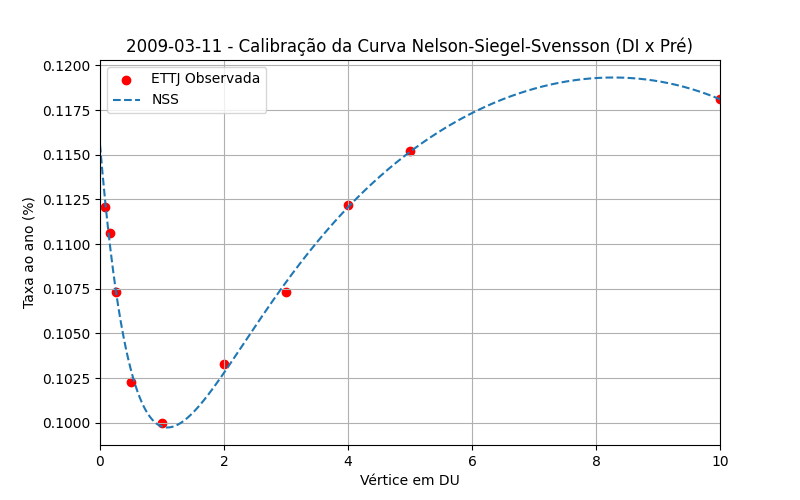 2009-03-11 - Calibração da Curva Nelson-Siegel-Svensson (DI x Pré)
0.1200
0.1175
0.1150
0.1125
0.1100
0.1075
0.1050
0.1025
0.1000
Taxa ao ano (%)
ETTJ Observada
NSS
0 2 4 6 8 10
Vértice em DU